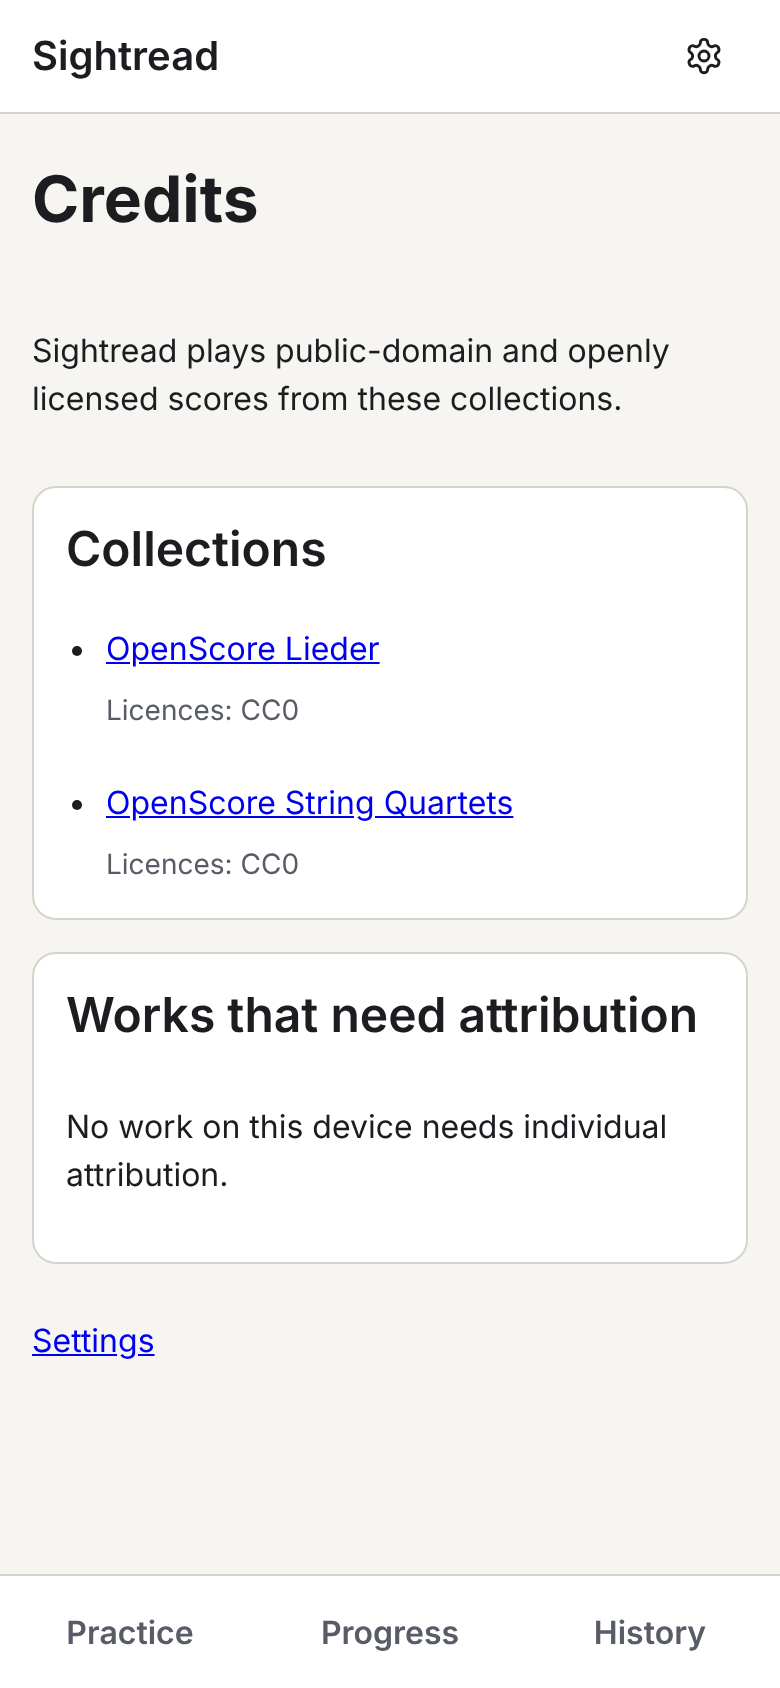 Sightread
Credits
Sightread plays public-domain and openly
licensed scores from these collections.
Collections
• OpenScore Lieder
Licences: CC0
• OpenScore String Quartets
Licences: CC0
Works that need attribution
No work on this device needs individual
attribution.
Settings
Practice Progress History